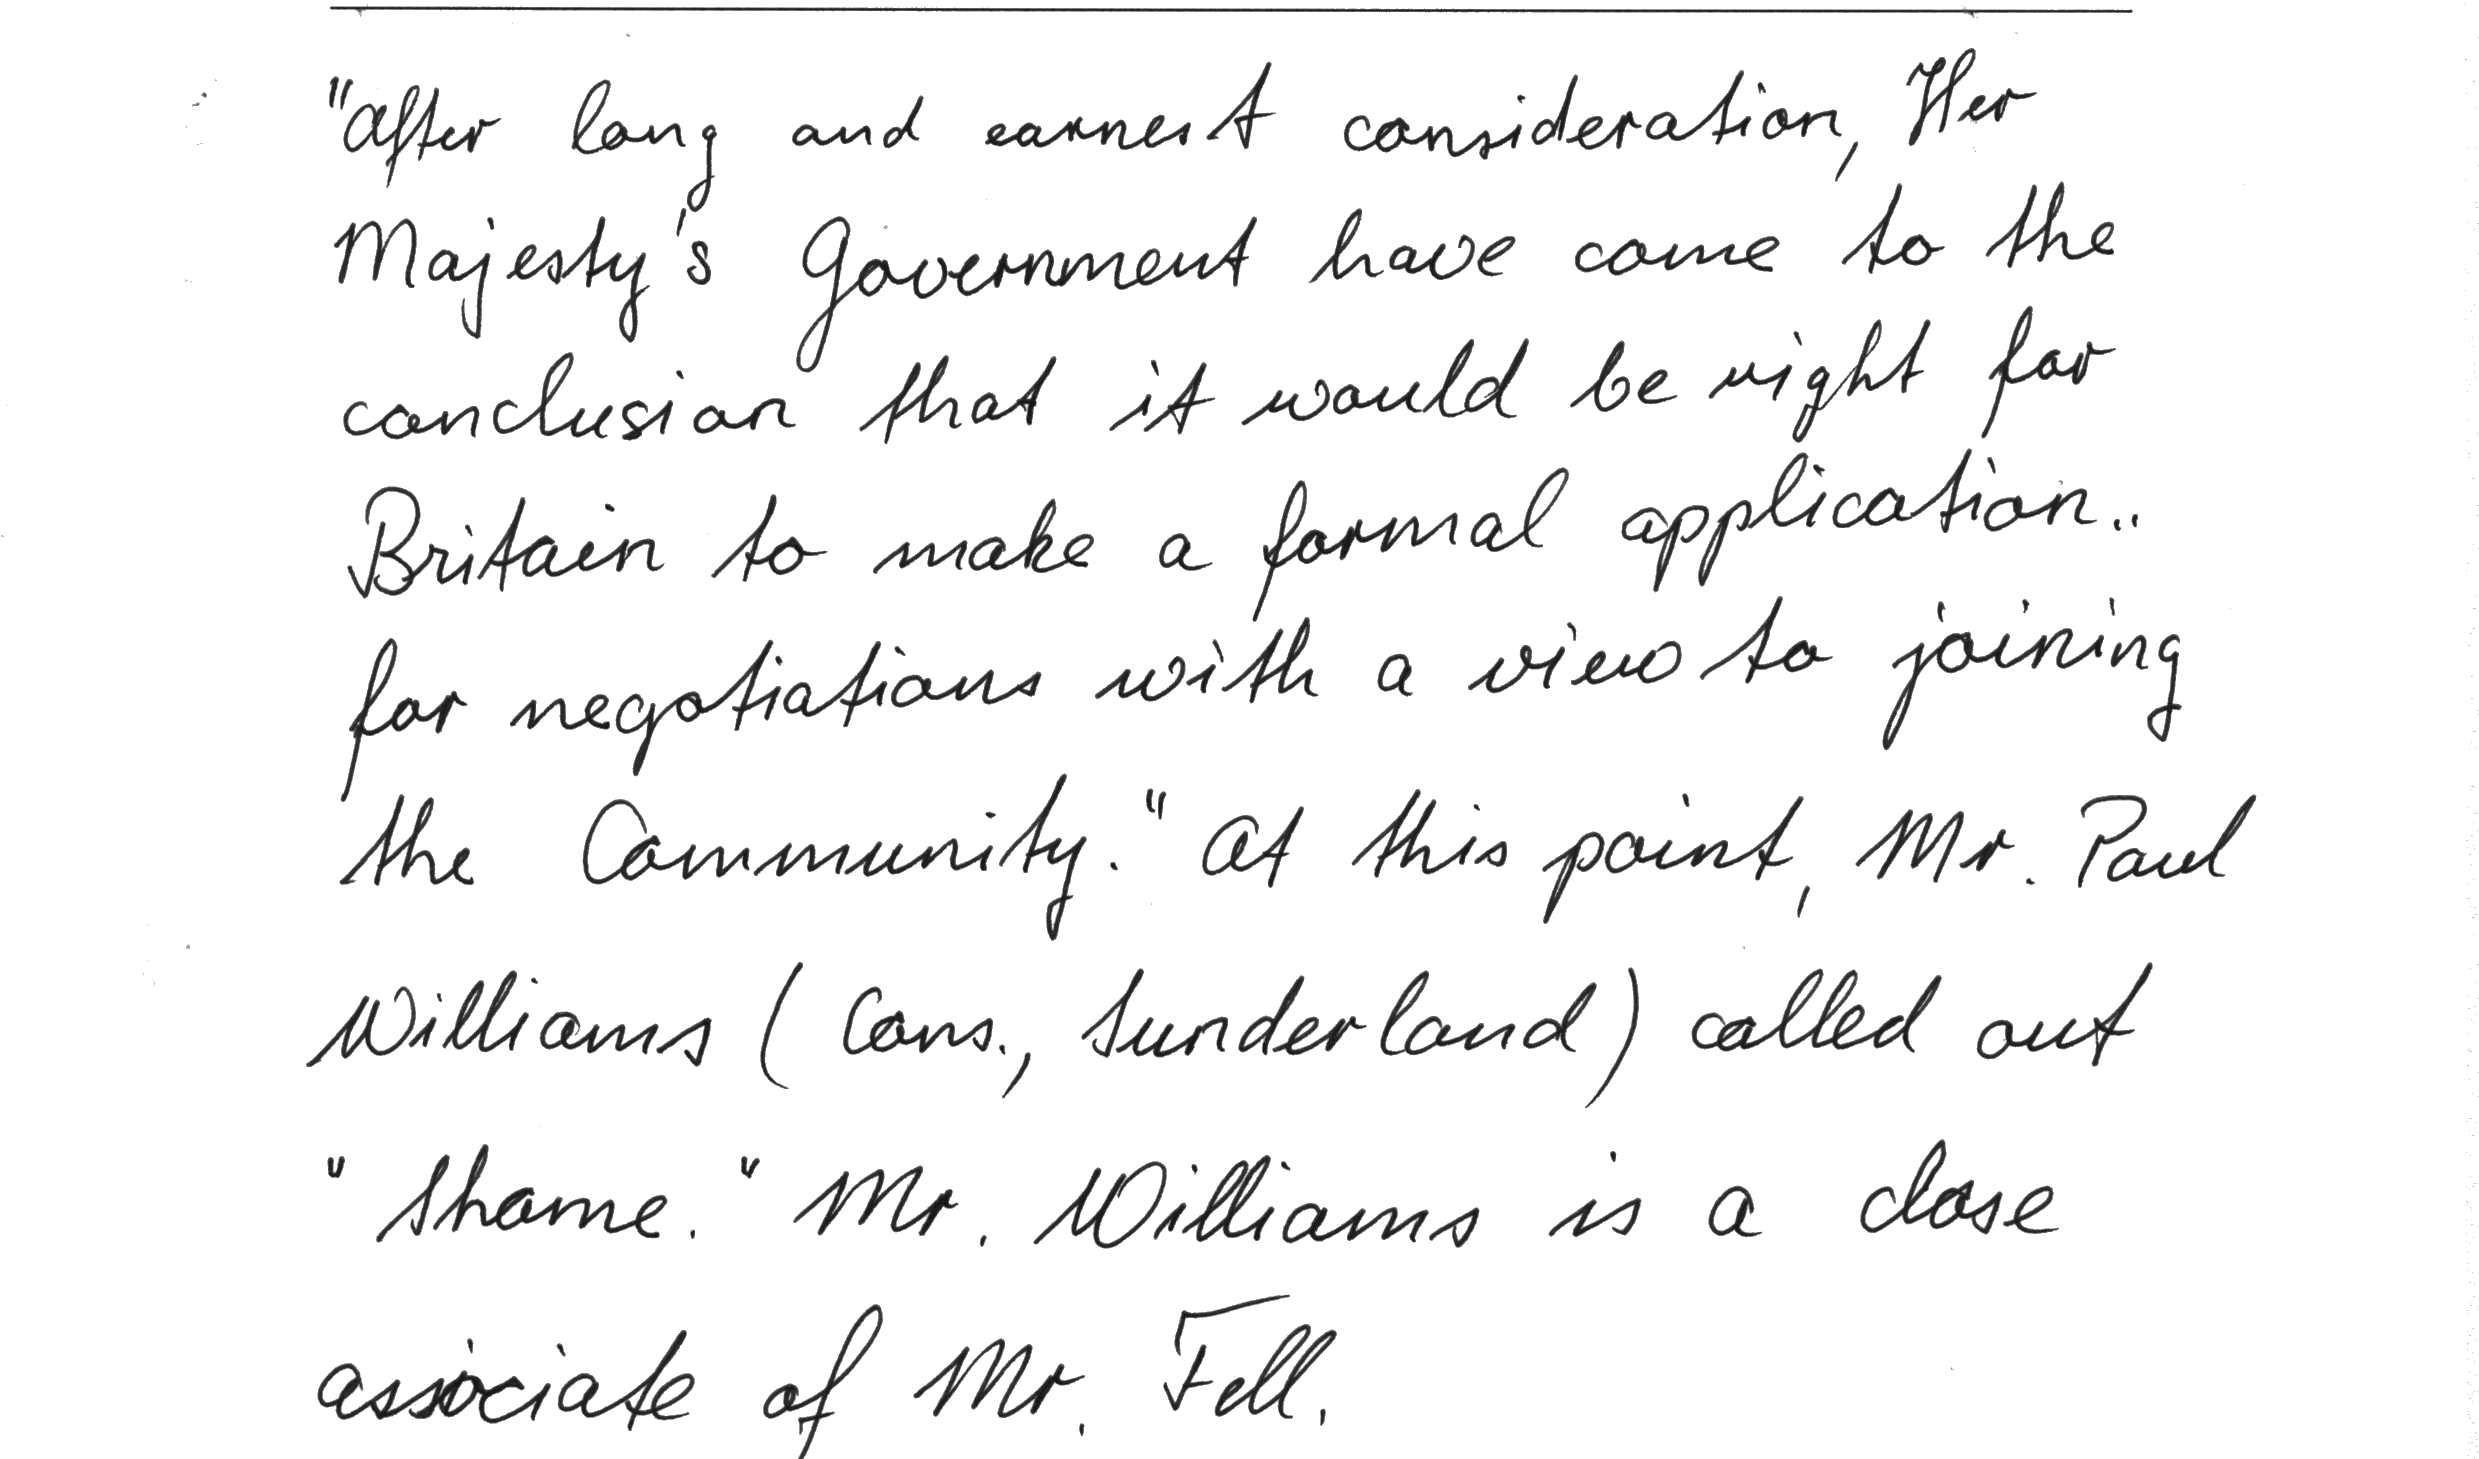 "After long and earnest consideration, Her
Majesty's Government have come to the
conclusion that it would be right for
Britain to make a formal application..
for negotiations with a view to joining
the Community." At this point, Mr. Paul
Williams (Cons., Sunderland) called out
"Shame." Mr. Williams is a close
associate of Mr. Fell.